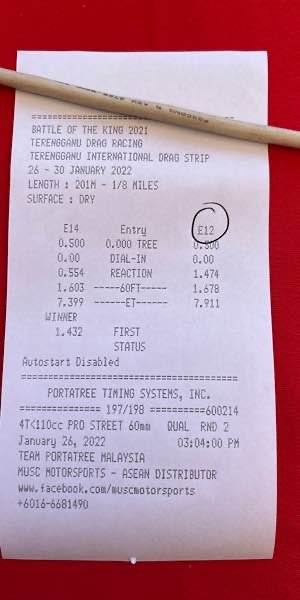 BATTLE OF THE KING 2021
TERENGGANU DRAG RACING
TERENGGANU INTERNATIONAL DRAG STRIP
26 - 30 JANUARY 2022
LENGTH : 201M - 1/8 MILES
SURFACE : DRY
E14 Entry E12
0.500 0.000 TREE 0.500
0.00 DIAL-IN 0.00
0.554 REACTION 1.474
1.603 -----60FT----- 1.678
7.399 ------ET------ 7.911
WINNER
1.432 FIRST
STATUS
Autostart Disabled
=====================================
PORTATREE TIMING SYSTEMS, INC.
============== 197/198 ==========600214
4T<110cc PRO STREET 60mm QUAL RND 2
January 26, 2022 03:04:00 PM
TEAM PORTATREE MALAYSIA
MUSC MOTORSPORTS - ASEAN DISTRIBUTOR
www.facebook.com/muscmotorsports
+6016-6681490